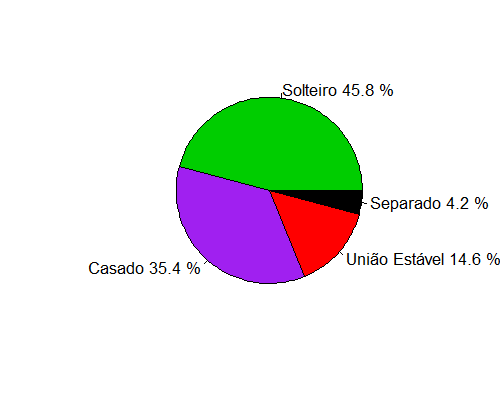 Solteiro 45.8 %
Separado 4.2 %
União Estável 14.6 %
Casado 35.4 %